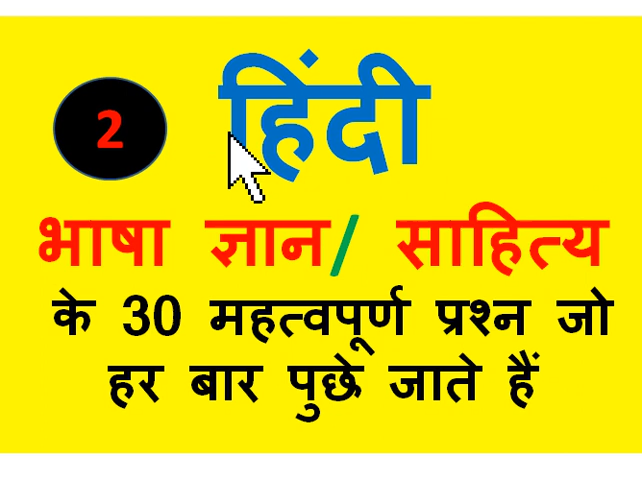 2
हिंदी
भाषा ज्ञान/ साहित्य
के 30 महत्वपूर्ण प्रश्न जो
हर बार पुछे जाते हैं